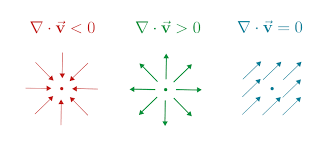 ∇ · v⃗ < 0
∇ · v⃗ > 0
∇ · v⃗ = 0